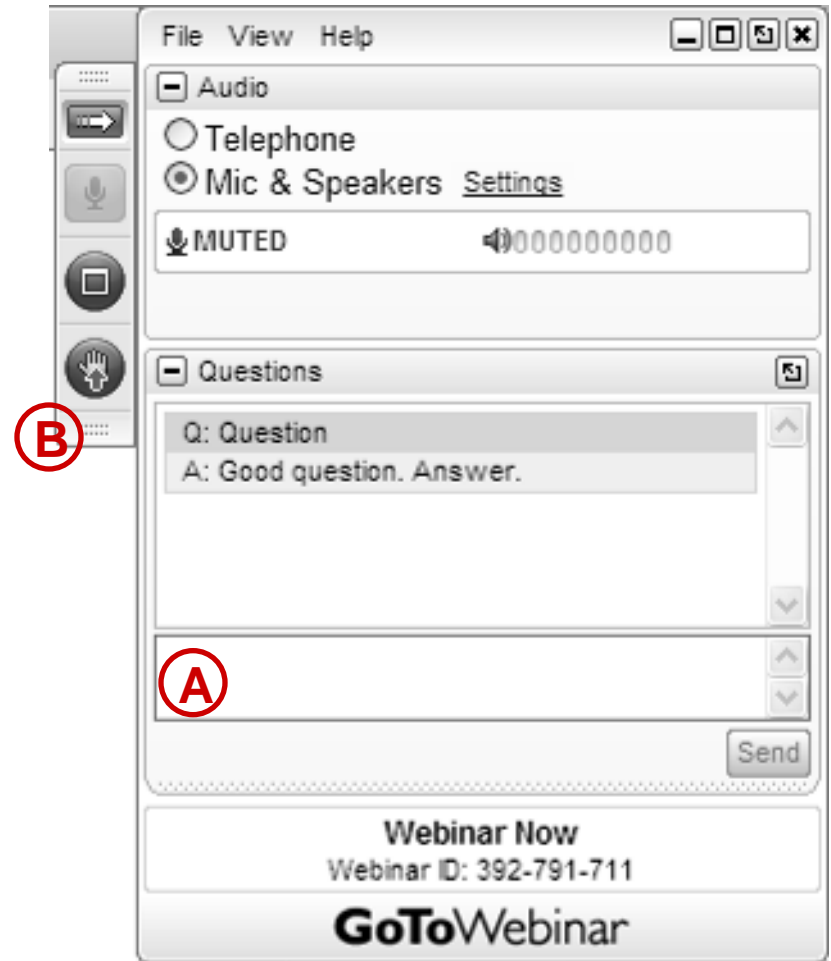 File View Help
Audio
Telephone
Mic & Speakers Settings
MUTED
Questions
B
Q: Question
A: Good question. Answer.
A
Send
Webinar Now
Webinar ID: 392-791-711
GoToWebinar